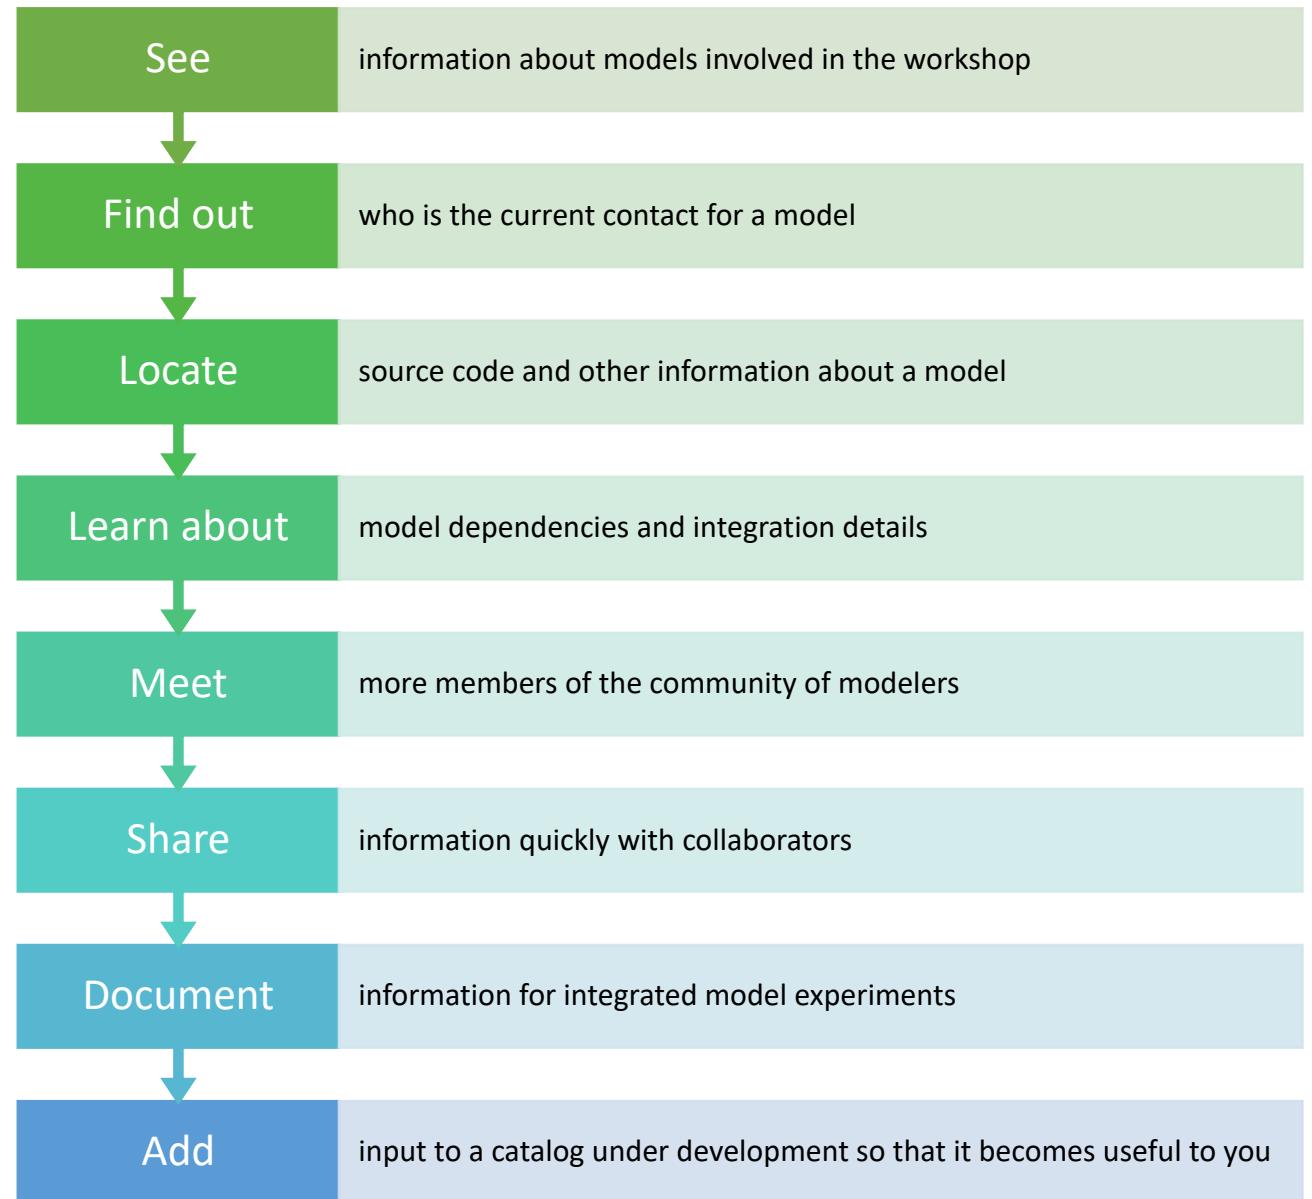 See
information about models involved in the workshop
Find out
who is the current contact for a model
Locate
source code and other information about a model
Learn about
model dependencies and integration details
Meet
more members of the community of modelers
Share
information quickly with collaborators
Document
information for integrated model experiments
Add
input to a catalog under development so that it becomes useful to you